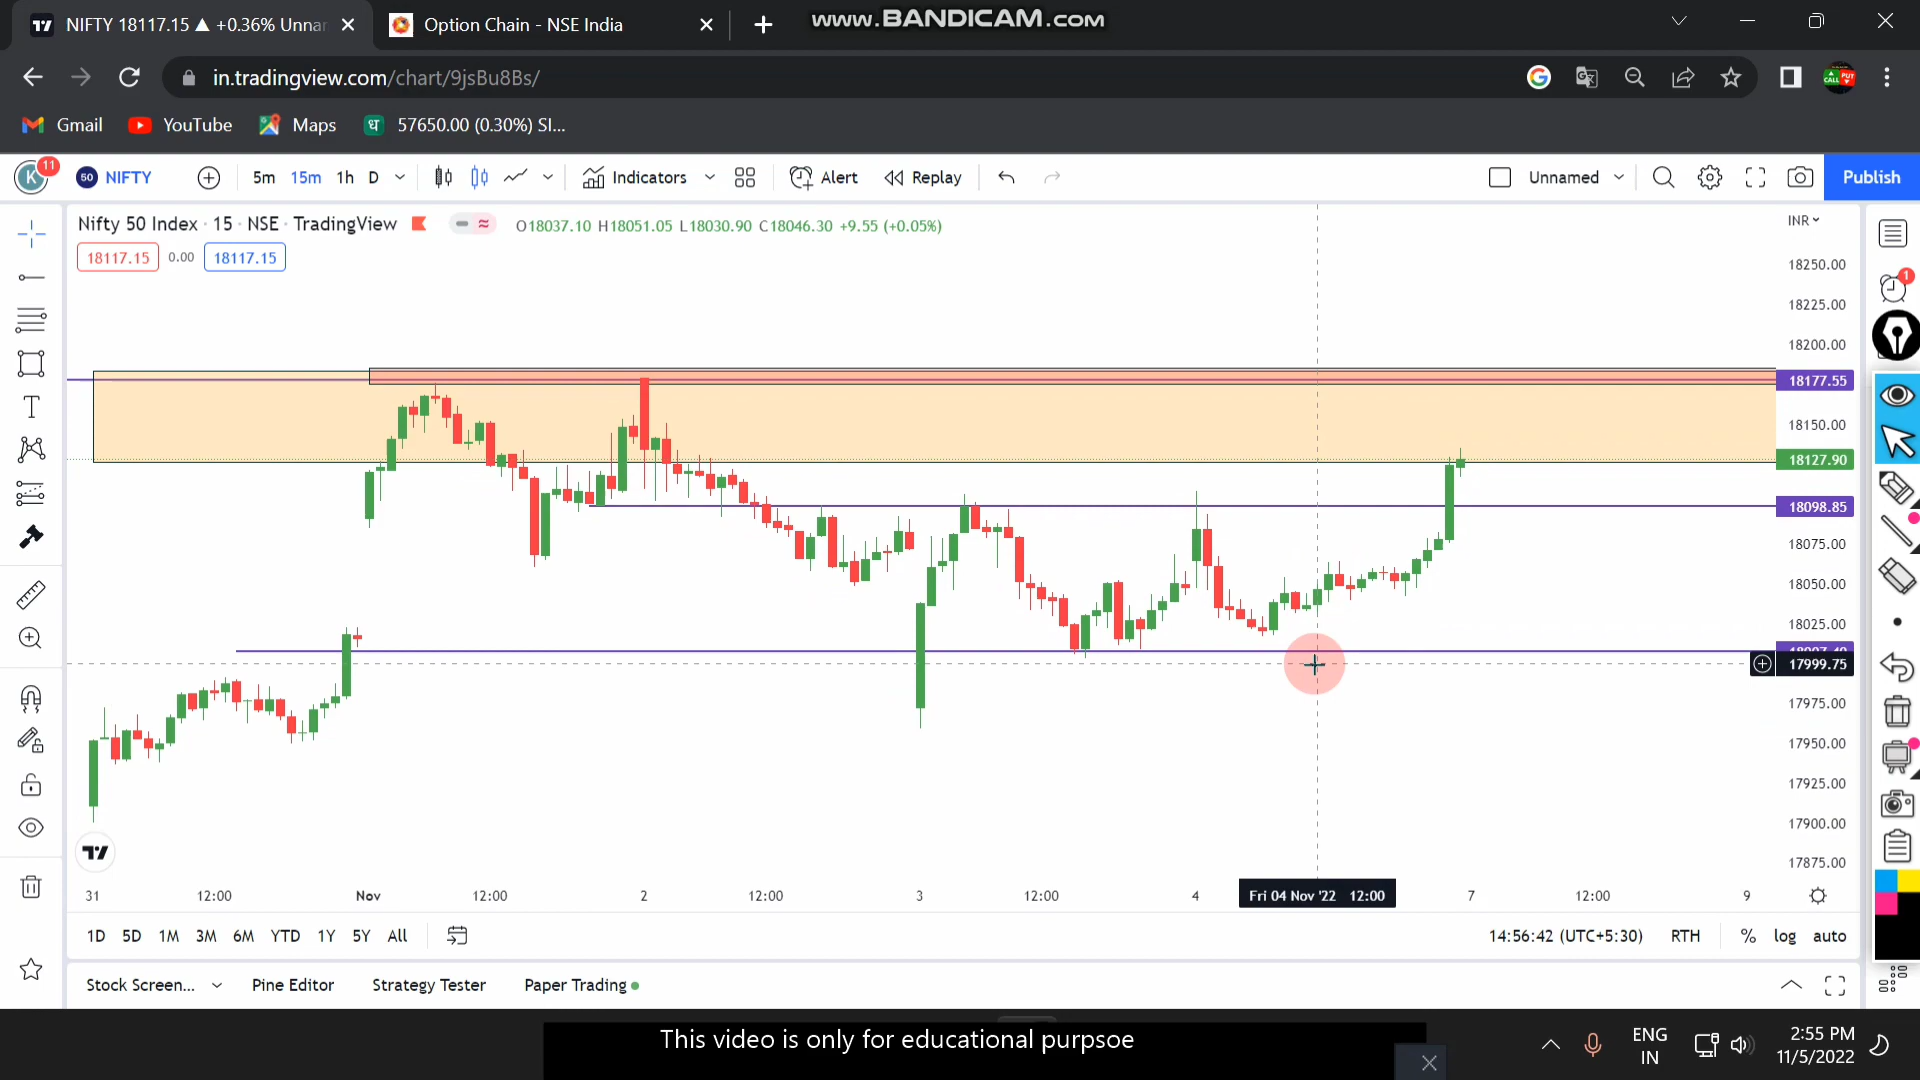 NIFTY 18117.15 ▲ +0.36% Unnar
Option Chain - NSE India
www.BANDICAM.com
in.tradingview.com/chart/9jsBu8Bs/
CALL PUT
Gmail
YouTube
Maps
57650.00 (0.30%) SI...
11
K
50 NIFTY
5m 15m 1h D
Indicators
Alert
Replay
Unnamed
Publish
Nifty 50 Index · 15 · NSE · TradingView
O18037.10 H18051.05 L18030.90 C18046.30 +9.55 (+0.05%)
INR
18117.15 0.00 18117.15
18250.00
1
18225.00
18200.00
18177.55
18150.00
18127.90
18098.85
18075.00
18050.00
18025.00
17999.75
17975.00
17950.00
17925.00
17900.00
17875.00
31 12:00 Nov 12:00 2 12:00 3 12:00 4 Fri 04 Nov '22 12:00 7 12:00 9
1D 5D 1M 3M 6M YTD 1Y 5Y All
14:56:42 (UTC+5:30) RTH % log auto
Stock Screen... Pine Editor Strategy Tester Paper Trading
This video is only for educational purpsoe
ENG
IN
2:55 PM
11/5/2022